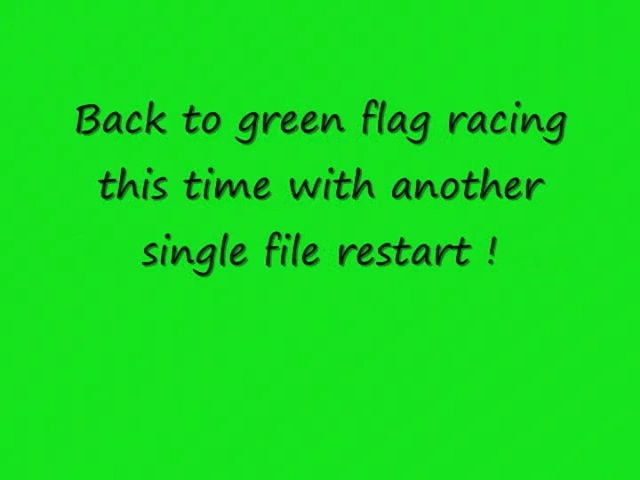 Back to green flag racing
this time with another
single file restart !